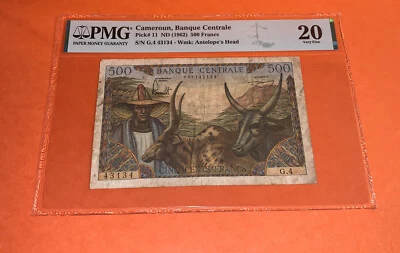 PMG
PAPER MONEY GUARANTY
Cameroun, Banque Centrale
Pick# 11 ND (1962) 500 Francs
S/N G.4 43134 - Wmk: Antelope's Head
20
Very Fine
500
BANQUE CENTRALE
500
43134
G.4